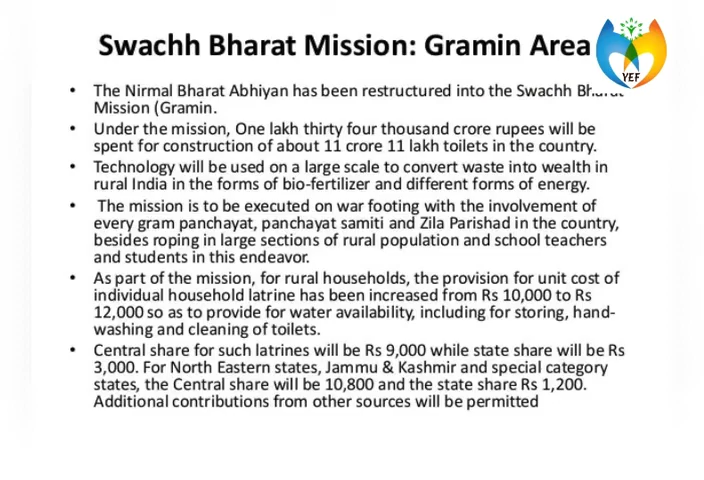 Swachh Bharat Mission: Gramin Area
YEF
• The Nirmal Bharat Abhiyan has been restructured into the Swachh Bharat
Mission (Gramin.
• Under the mission, One lakh thirty four thousand crore rupees will be
spent for construction of about 11 crore 11 lakh toilets in the country.
• Technology will be used on a large scale to convert waste into wealth in
rural India in the forms of bio-fertilizer and different forms of energy.
• The mission is to be executed on war footing with the involvement of
every gram panchayat, panchayat samiti and Zila Parishad in the country,
besides roping in large sections of rural population and school teachers
and students in this endeavor.
• As part of the mission, for rural households, the provision for unit cost of
individual household latrine has been increased from Rs 10,000 to Rs
12,000 so as to provide for water availability, including for storing, hand-
washing and cleaning of toilets.
• Central share for such latrines will be Rs 9,000 while state share will be Rs
3,000. For North Eastern states, Jammu & Kashmir and special category
states, the Central share will be 10,800 and the state share Rs 1,200.
Additional contributions from other sources will be permitted